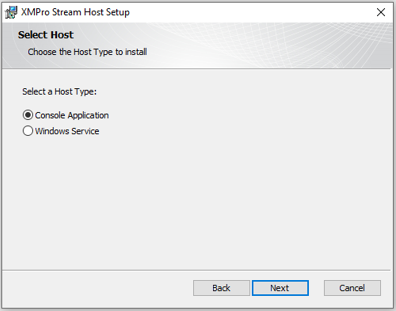 XMPro Stream Host Setup
Select Host
Choose the Host Type to install
Select a Host Type:
Console Application
Windows Service
Back Next Cancel